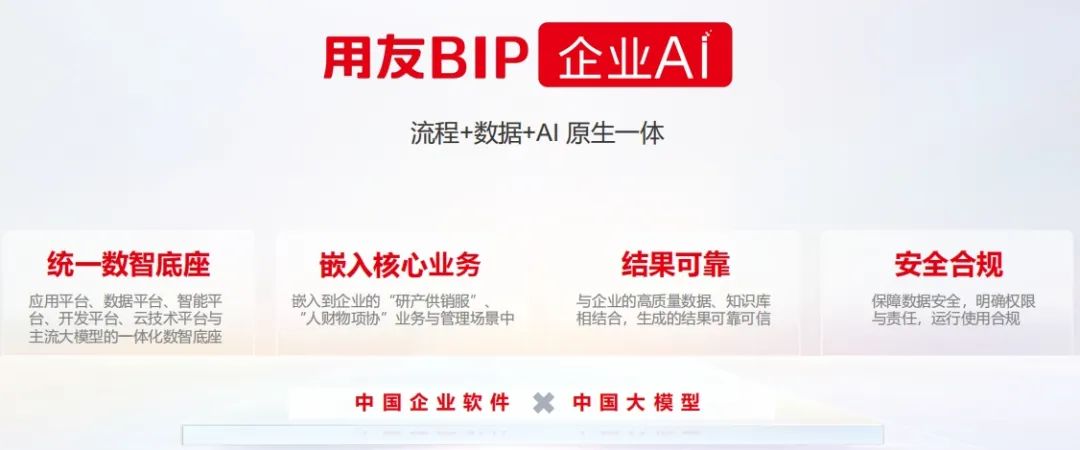 用友BIP 企业AI
流程+数据+AI 原生一体
统一数智底座
应用平台、数据平台、智能平
台、开发平台、云技术平台与
主流大模型的一体化数智底座
嵌入核心业务
嵌入到企业的“研产供销服”、
“人财物项协”业务与管理场景中
结果可靠
与企业的高质量数据、知识库
相结合，生成的结果可靠可信
安全合规
保障数据安全，明确权限
与责任，运行使用合规
中国企业软件 ✖ 中国大模型